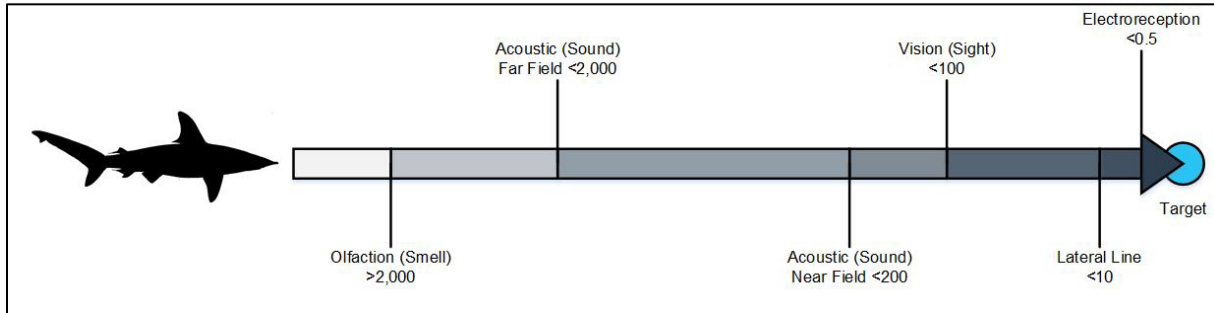 Electroreception
<0.5
Acoustic (Sound)
Far Field <2,000
Vision (Sight)
<100
Target
Olfaction (Smell)
>2,000
Acoustic (Sound)
Near Field <200
Lateral Line
<10